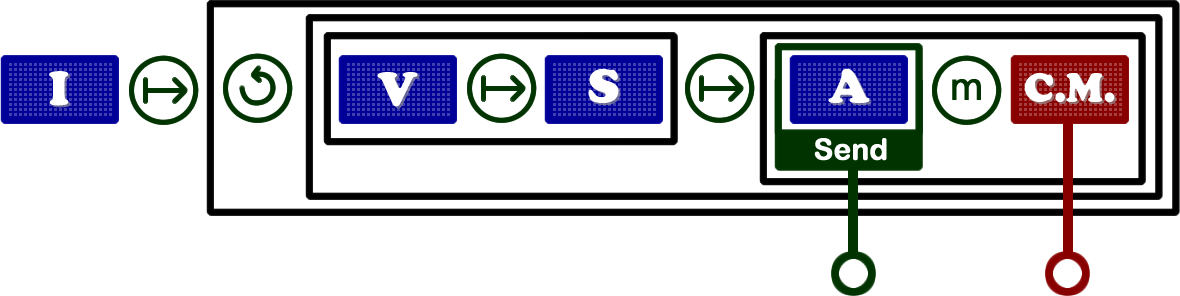 I V S A m C.M.
Send